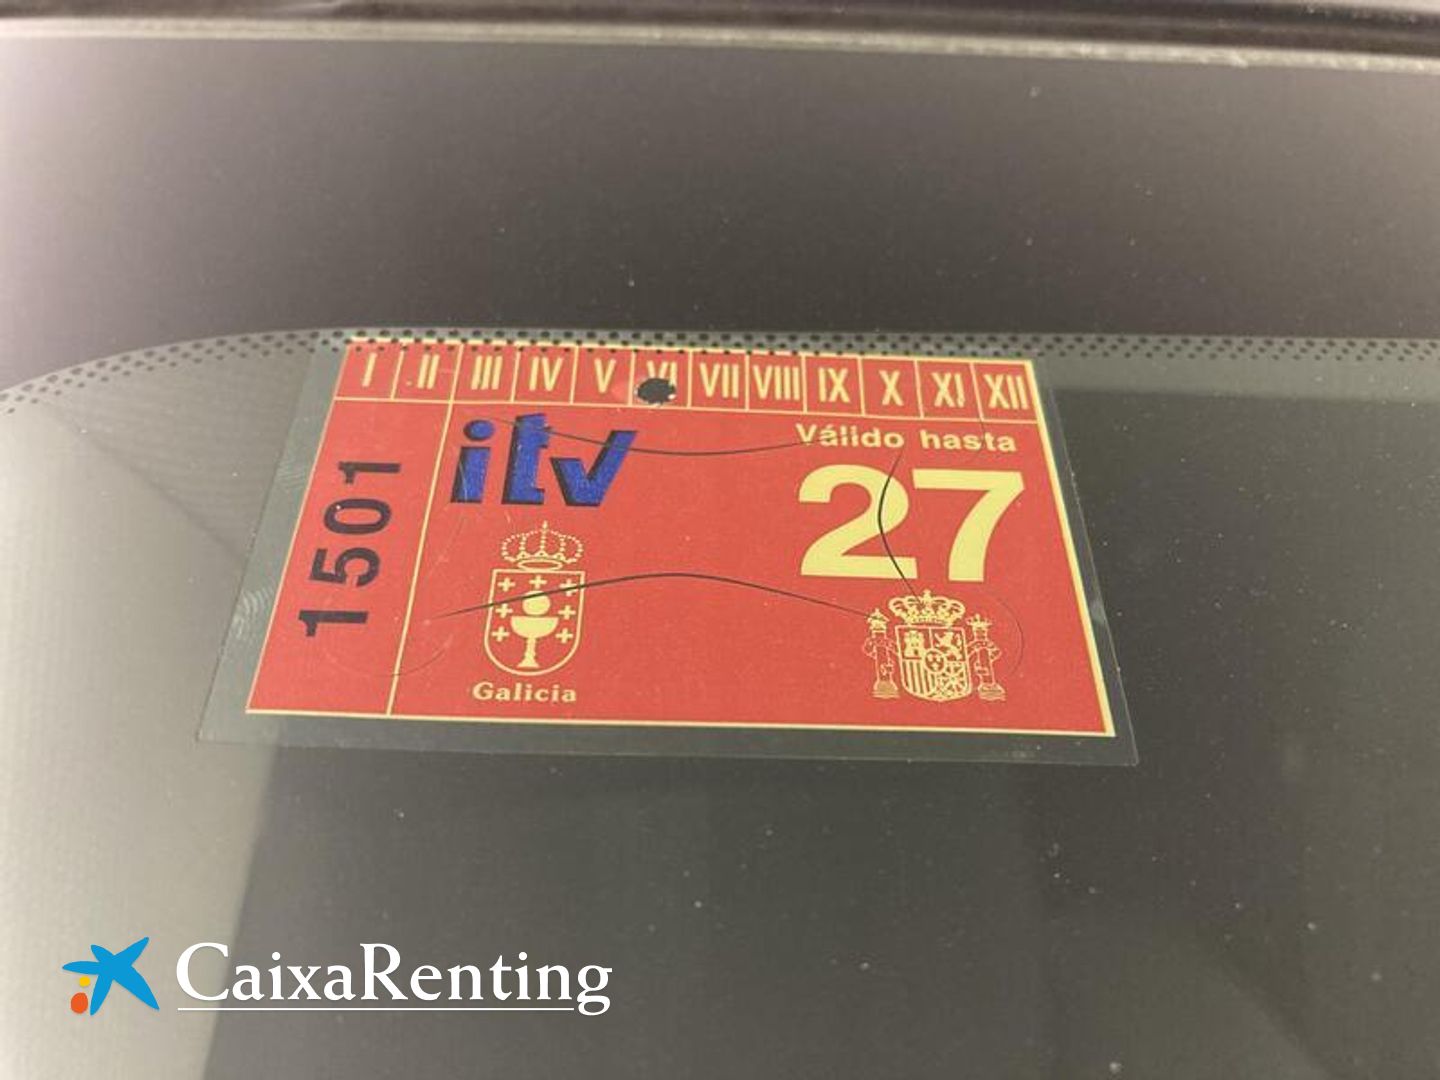 I II III IV V VI VII VIII IX X XI XII
itv
Válido hasta
27
1501
Galicia
CaixaRenting